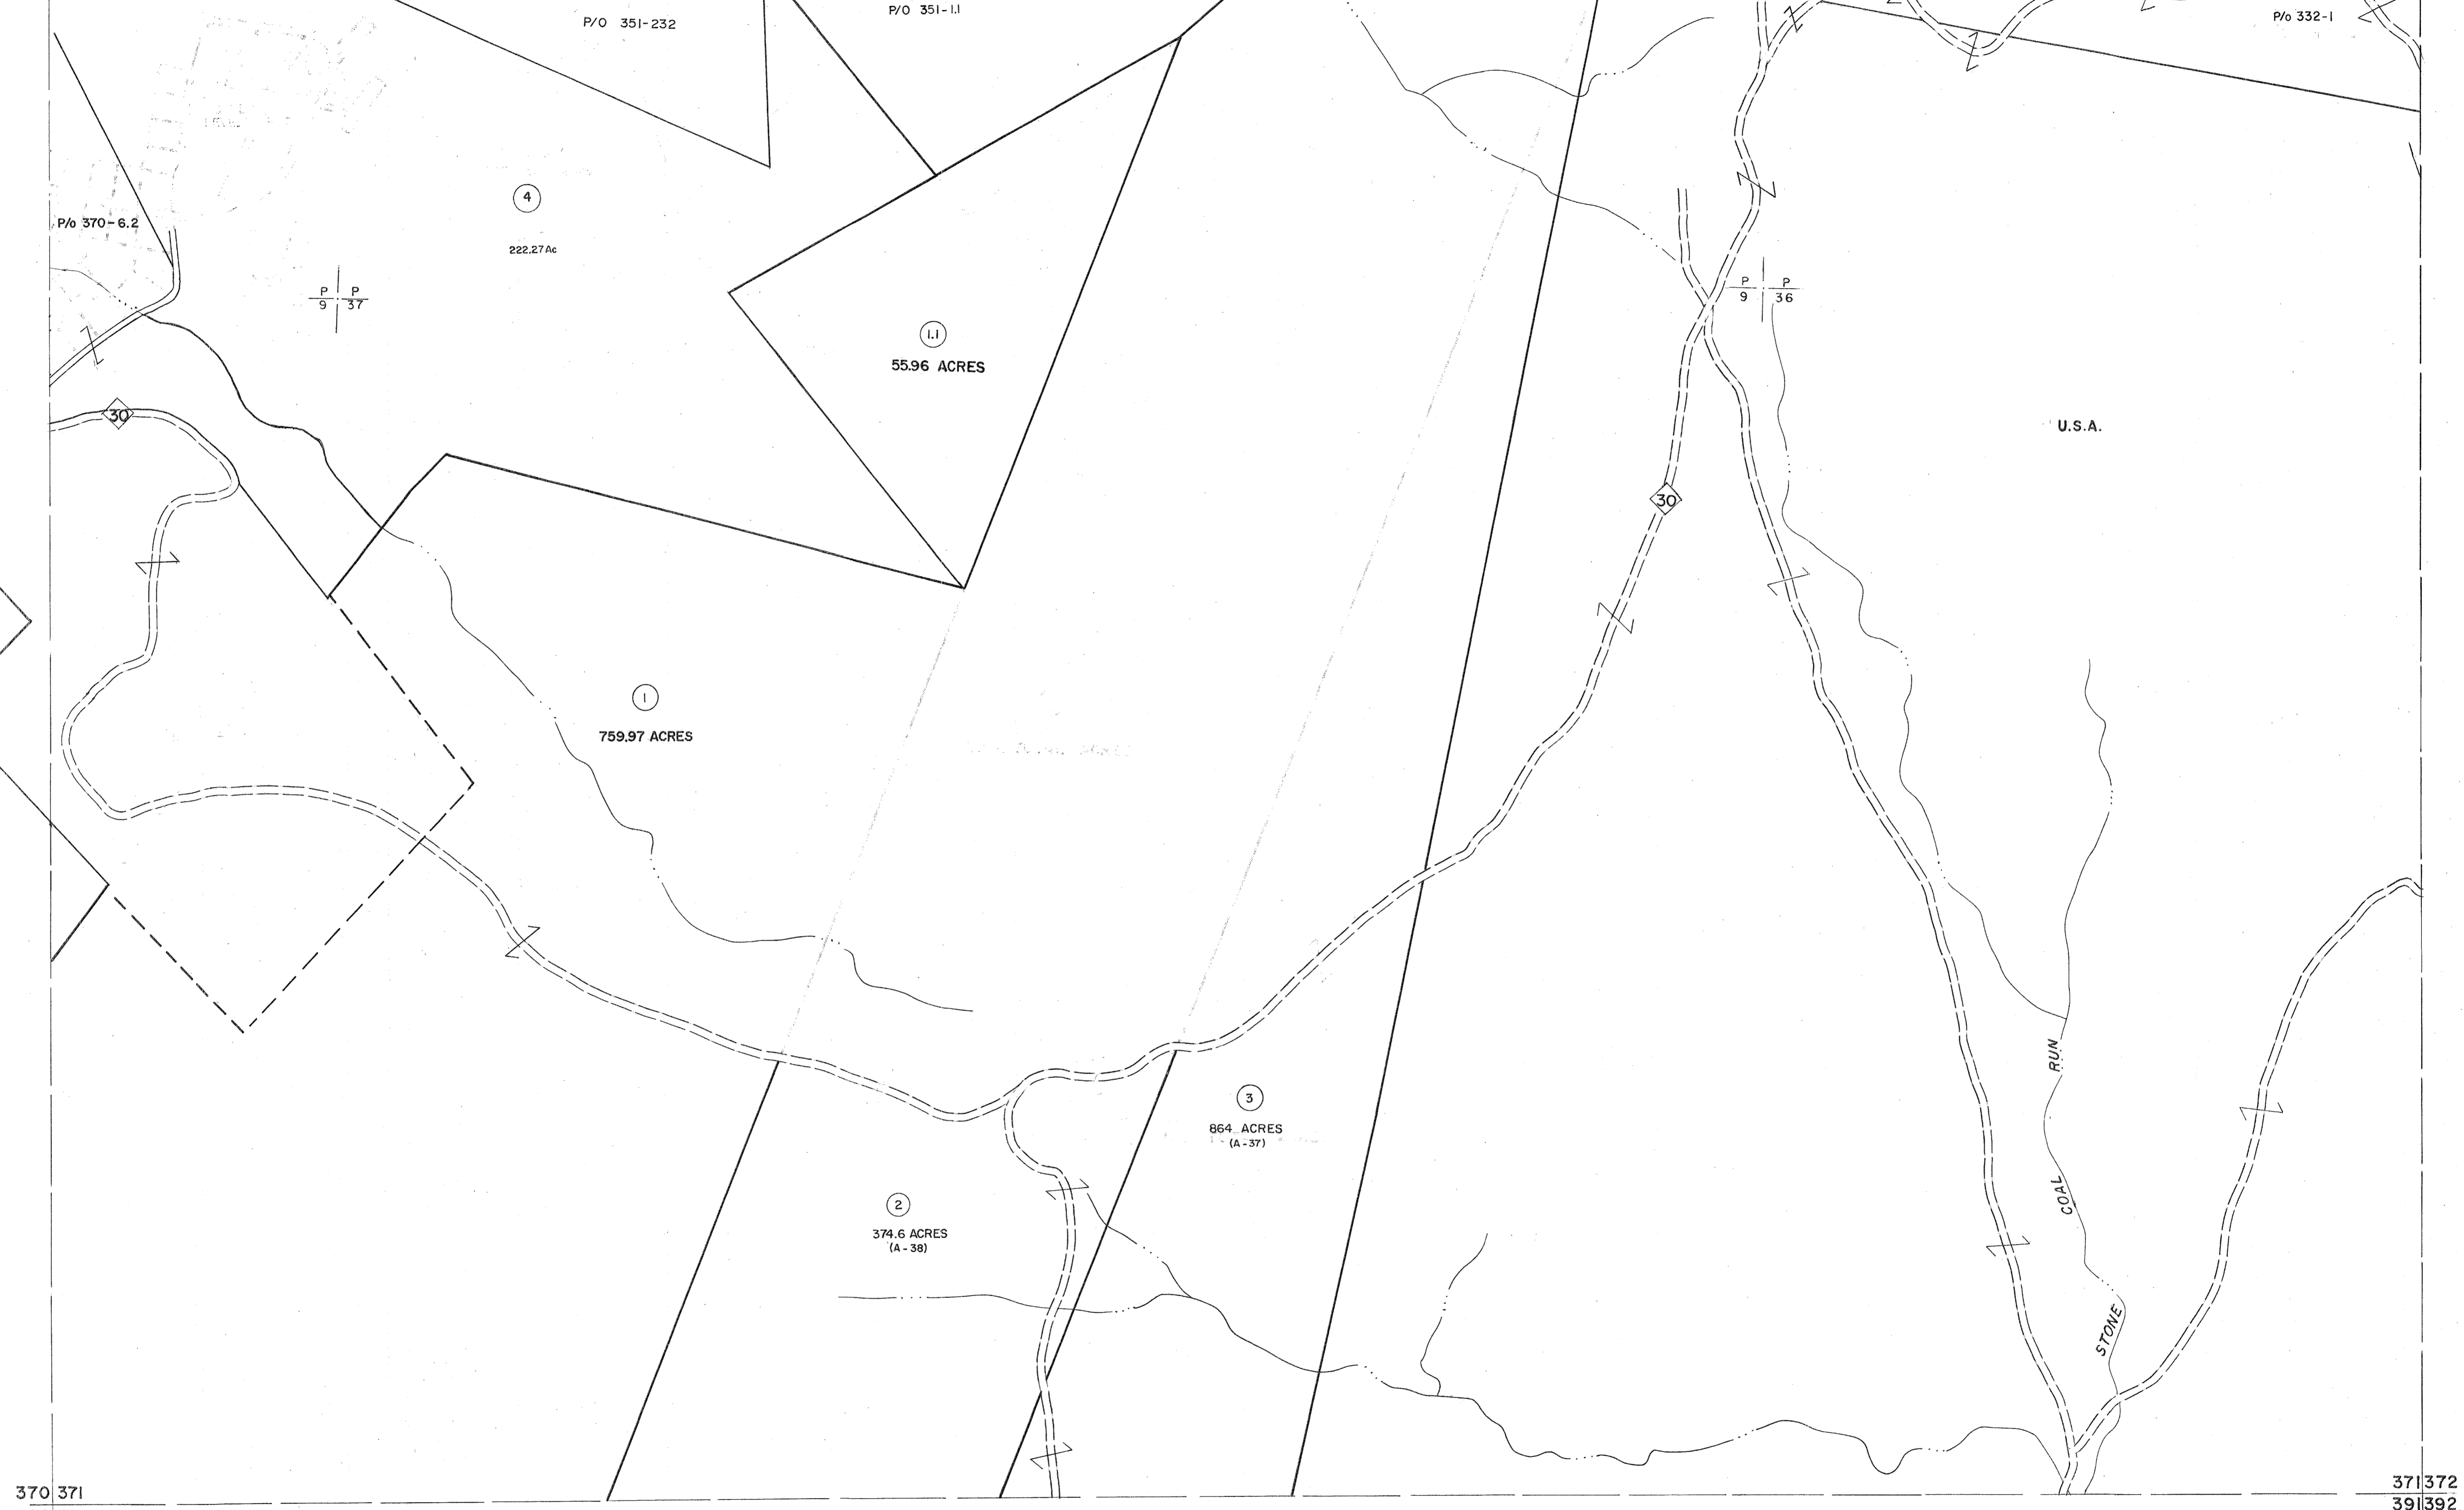 P/O 351-232
P/O 351-1.1
P/o 332-1
4
P/o 370-6.2
222.27 Ac
P P
9 37
P P
9 36
1.1
55.96 ACRES
30
U.S.A.
30
1
759.97 ACRES
RUN
3
864 ACRES
(A-37)
COAL
2
374.6 ACRES
(A-38)
STONE
370 371
371 372
391 392